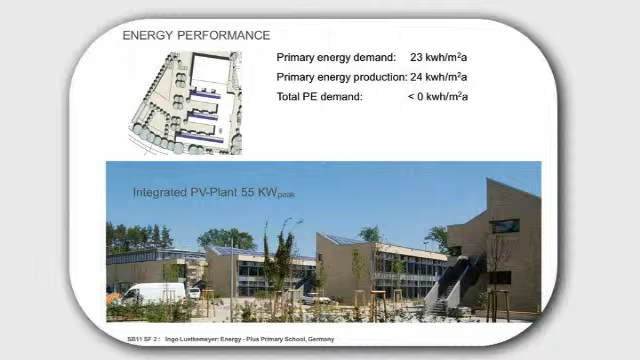 ENERGY PERFORMANCE
Primary energy demand: 23 kwh/m²a
Primary energy production: 24 kwh/m²a
Total PE demand: < 0 kwh/m²a
Integrated PV-Plant 55 KWpeak
SB11 SF 2 : Ingo Luetkemeyer: Energy - Plus Primary School, Germany